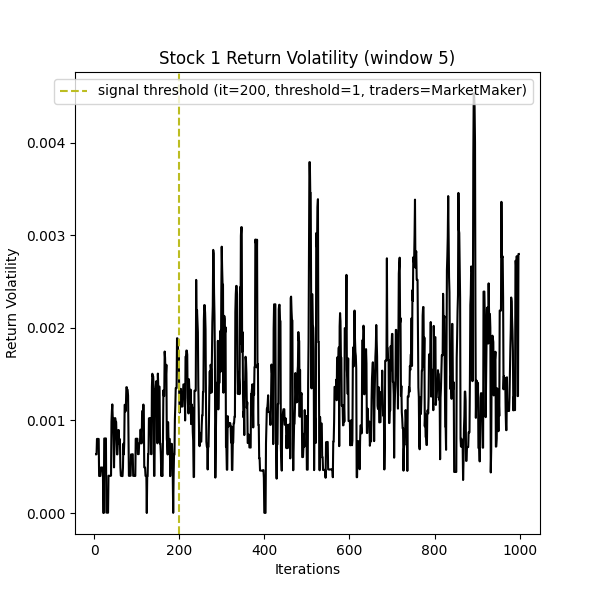 Stock 1 Return Volatility (window 5)
signal threshold (it=200, threshold=1, traders=MarketMaker)
Return Volatility
0.004
0.003
0.002
0.001
0.000
0 200 400 600 800 1000
Iterations